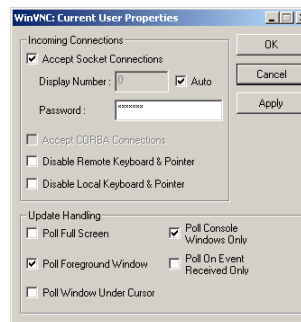 WinVNC: Current User Properties
Incoming Connections
Accept Socket Connections
Display Number: 0 Auto
Password: xxxxxxx
Accept CORBA Connections
Disable Remote Keyboard & Pointer
Disable Local Keyboard & Pointer
OK
Cancel
Apply
Update Handling
Poll Full Screen
Poll Console
Windows Only
Poll Foreground Window
Poll On Event
Received Only
Poll Window Under Cursor